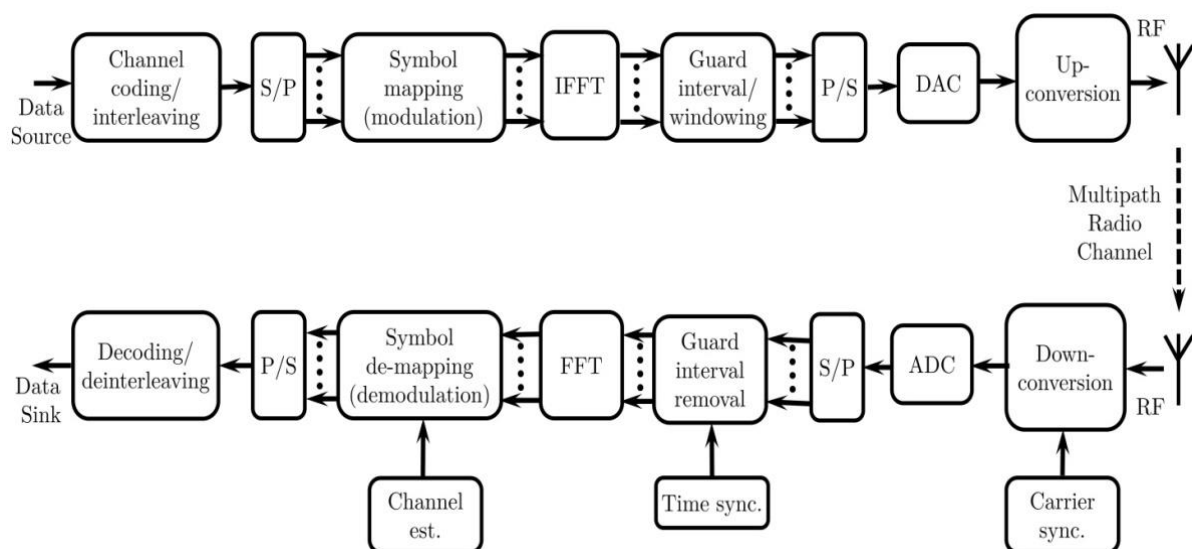 Data
Source
Channel
coding/
interleaving
S/P
Symbol
mapping
(modulation)
IFFT
Guard
interval/
windowing
P/S
DAC
Up-
conversion
RF
Multipath
Radio
Channel
RF
Down-
conversion
ADC
S/P
Guard
interval
removal
FFT
Symbol
de-mapping
(demodulation)
P/S
Decoding/
deinterleaving
Data
Sink
Channel
est.
Time sync.
Carrier
sync.